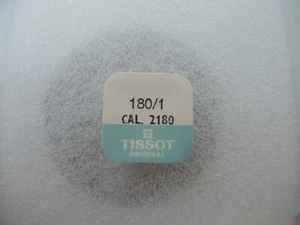 180/1
CAL. 2180
T
TISSOT
ORIGINAL